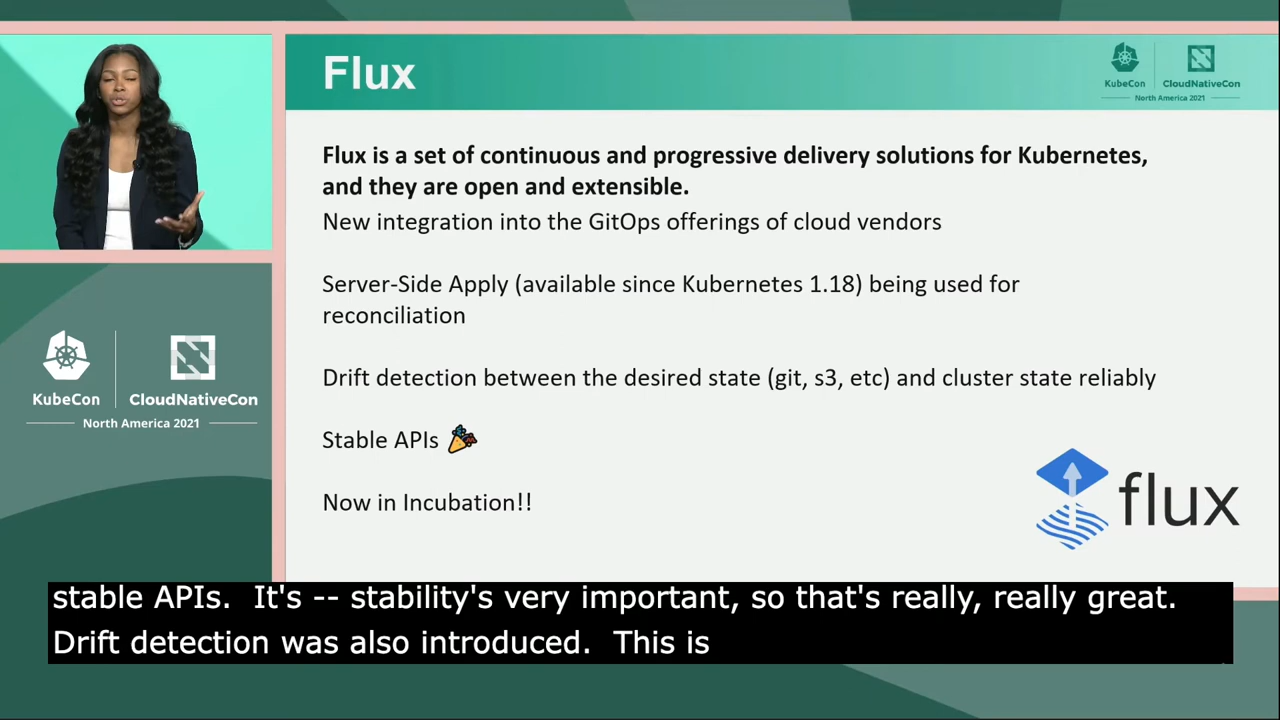 Flux
KubeCon
CloudNativeCon
North America 2021
Flux is a set of continuous and progressive delivery solutions for Kubernetes,
and they are open and extensible.
New integration into the GitOps offerings of cloud vendors
Server-Side Apply (available since Kubernetes 1.18) being used for
reconciliation
Drift detection between the desired state (git, s3, etc) and cluster state reliably
Stable APIs 🎉
Now in Incubation!!
flux
KubeCon
CloudNativeCon
North America 2021
stable APIs.  It's -- stability's very important, so that's really, really great.
Drift detection was also introduced.  This is